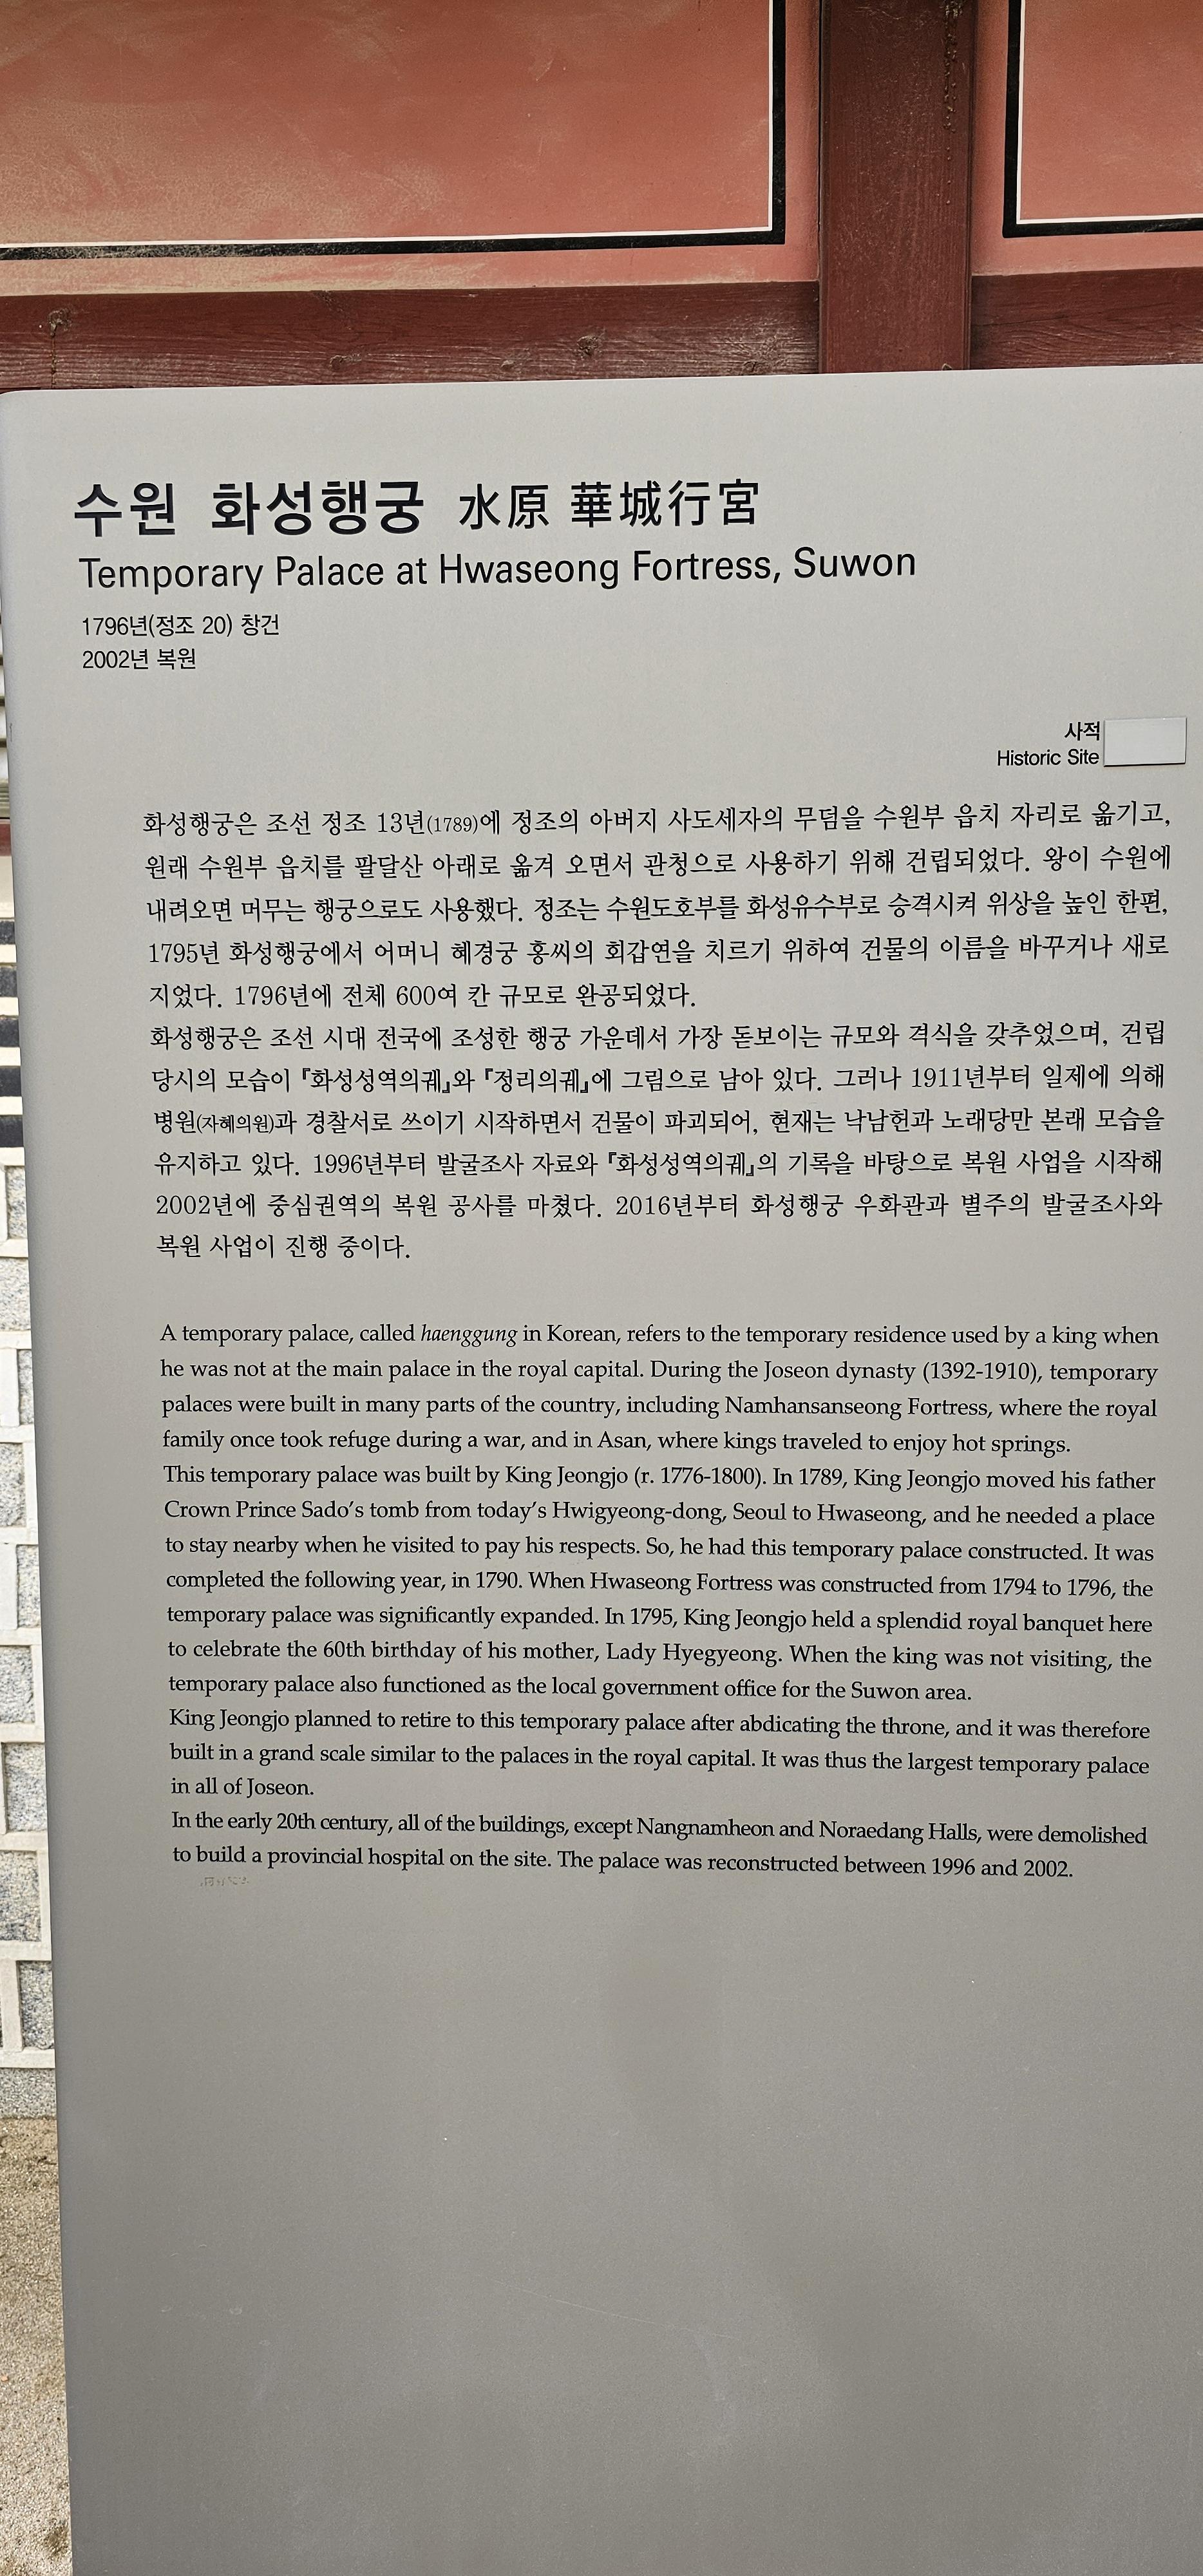 수원 화성행궁 水原 華城行宮
Temporary Palace at Hwaseong Fortress, Suwon
1796년(정조 20) 창건
2002년 복원
사적
Historic Site
화성행궁은 조선 정조 13년(1789)에 정조의 아버지 사도세자의 무덤을 수원부 읍치 자리로 옮기고,
원래 수원부 읍치를 팔달산 아래로 옮겨 오면서 관청으로 사용하기 위해 건립되었다. 왕이 수원에
내려오면 머무는 행궁으로도 사용했다. 정조는 수원도호부를 화성유수부로 승격시켜 위상을 높인 한편,
1795년 화성행궁에서 어머니 혜경궁 홍씨의 회갑연을 치르기 위하여 건물의 이름을 바꾸거나 새로
지었다. 1796년에 전체 600여 칸 규모로 완공되었다.
화성행궁은 조선 시대 전국에 조성한 행궁 가운데서 가장 돋보이는 규모와 격식을 갖추었으며, 건립
당시의 모습이 『화성성역의궤』와 『정리의궤』에 그림으로 남아 있다. 그러나 1911년부터 일제에 의해
병원(자혜의원)과 경찰서로 쓰이기 시작하면서 건물이 파괴되어, 현재는 낙남헌과 노래당만 본래 모습을
유지하고 있다. 1996년부터 발굴조사 자료와 『화성성역의궤』의 기록을 바탕으로 복원 사업을 시작해
2002년에 중심권역의 복원 공사를 마쳤다. 2016년부터 화성행궁 우화관과 별주의 발굴조사와
복원 사업이 진행 중이다.
A temporary palace, called haenggung in Korean, refers to the temporary residence used by a king when
he was not at the main palace in the royal capital. During the Joseon dynasty (1392-1910), temporary
palaces were built in many parts of the country, including Namhansanseong Fortress, where the royal
family once took refuge during a war, and in Asan, where kings traveled to enjoy hot springs.
This temporary palace was built by King Jeongjo (r. 1776-1800). In 1789, King Jeongjo moved his father
Crown Prince Sado's tomb from today's Hwigyeong-dong, Seoul to Hwaseong, and he needed a place
to stay nearby when he visited to pay his respects. So, he had this temporary palace constructed. It was
completed the following year, in 1790. When Hwaseong Fortress was constructed from 1794 to 1796, the
temporary palace was significantly expanded. In 1795, King Jeongjo held a splendid royal banquet here
to celebrate the 60th birthday of his mother, Lady Hyegyeong. When the king was not visiting, the
temporary palace also functioned as the local government office for the Suwon area.
King Jeongjo planned to retire to this temporary palace after abdicating the throne, and it was therefore
built in a grand scale similar to the palaces in the royal capital. It was thus the largest temporary palace
in all of Joseon.
In the early 20th century, all of the buildings, except Nangnamheon and Noraedang Halls, were demolished
to build a provincial hospital on the site. The palace was reconstructed between 1996 and 2002.